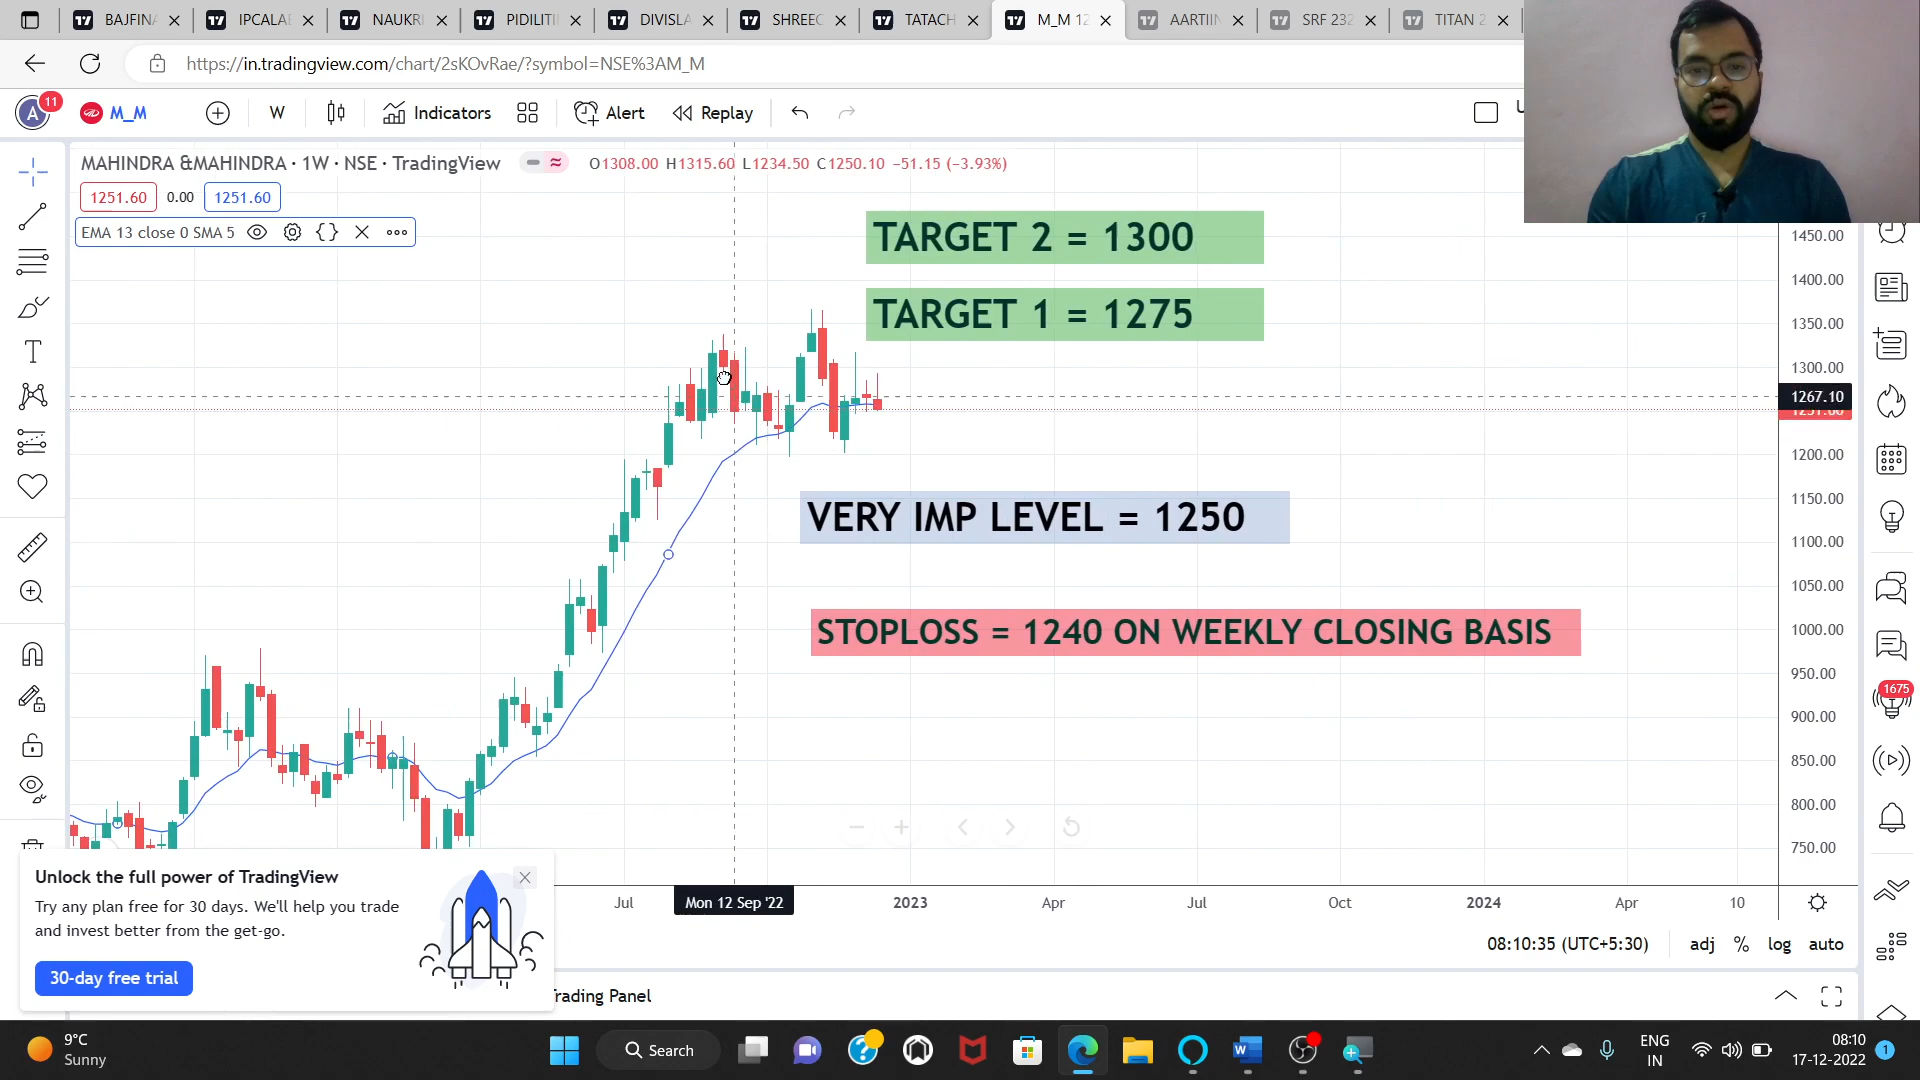 BAJFINA
IPCALAB
NAUKRI
PIDILITI
DIVISLA
SHREEC
TATACH
M_M 12
AARTIIN
SRF 232
TITAN 2
https://in.tradingview.com/chart/2sKOvRae/?symbol=NSE%3AM_M
A 11
M_M
W
Indicators
Alert
Replay
MAHINDRA &MAHINDRA · 1W · NSE · TradingView
O1308.00 H1315.60 L1234.50 C1250.10 −51.15 (−3.93%)
1251.60 0.00 1251.60
EMA 13 close 0 SMA 5
TARGET 2 = 1300
TARGET 1 = 1275
VERY IMP LEVEL = 1250
STOPLOSS = 1240 ON WEEKLY CLOSING BASIS
1450.00
1400.00
1350.00
1300.00
1267.10
1200.00
1150.00
1100.00
1050.00
1000.00
950.00
900.00
850.00
800.00
750.00
1675
Jul
Mon 12 Sep '22
2023
Apr
Jul
Oct
2024
Apr
10
08:10:35 (UTC+5:30)
adj % log auto
Unlock the full power of TradingView
Try any plan free for 30 days. We'll help you trade
and invest better from the get-go.
30-day free trial
Trading Panel
9°C
Sunny
Search
ENG
IN
08:10
17-12-2022
1